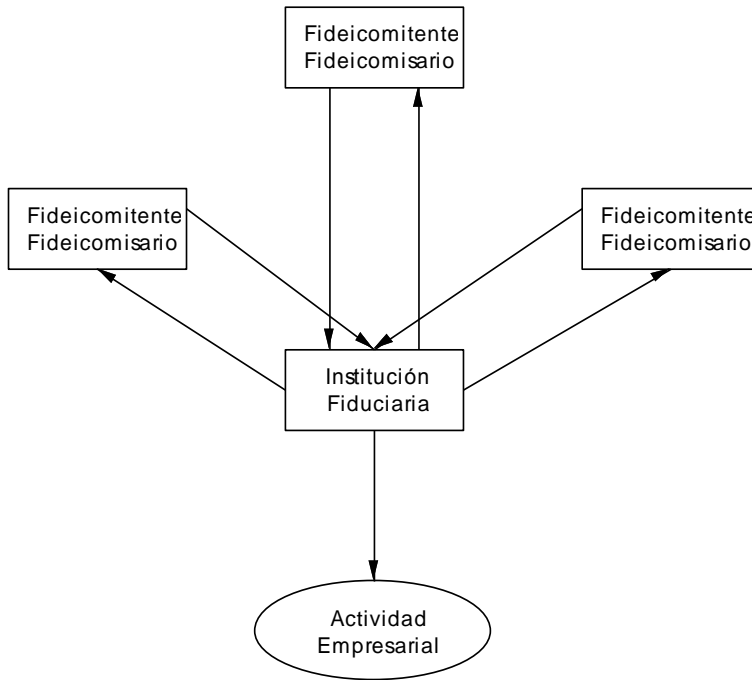 Fideicomitente
Fideicomisario
Fideicomitente
Fideicomisario
Fideicomitente
Fideicomisario
Institución
Fiduciaria
Actividad
Empresarial